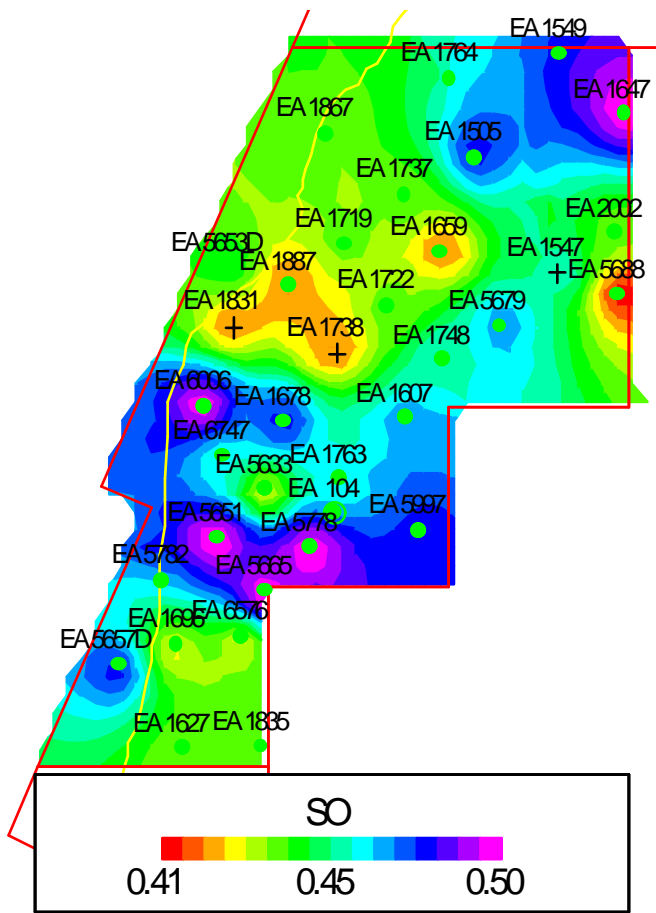 EA 1549
EA 1764
EA 1647
EA 1867
EA 1505
EA 1737
EA 1719
EA 1659
EA 2002
EA 5653D
EA 1547
EA 1887
EA 5688
EA 1722
EA 1831
EA 5679
EA 1738
EA 1748
EA 6006
EA 1678
EA 1607
EA 6747
EA 1763
EA 5633
EA 104
EA 5997
EA 5651
EA 5778
EA 5782
EA 5665
EA 6576
EA 1696
EA 5657D
EA 1627
EA 1835
SO
0.41 0.45 0.50